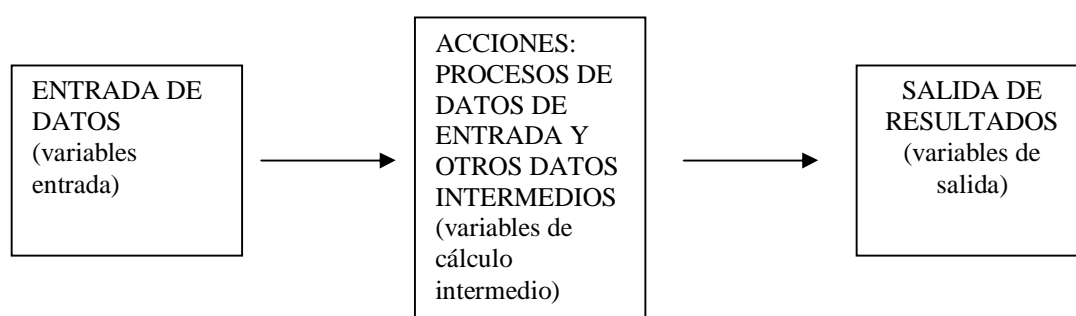 ENTRADA DE
DATOS
(variables
entrada)
ACCIONES:
PROCESOS DE
DATOS DE
ENTRADA Y
OTROS DATOS
INTERMEDIOS
(variables de
cálculo
intermedio)
SALIDA DE
RESULTADOS
(variables de
salida)